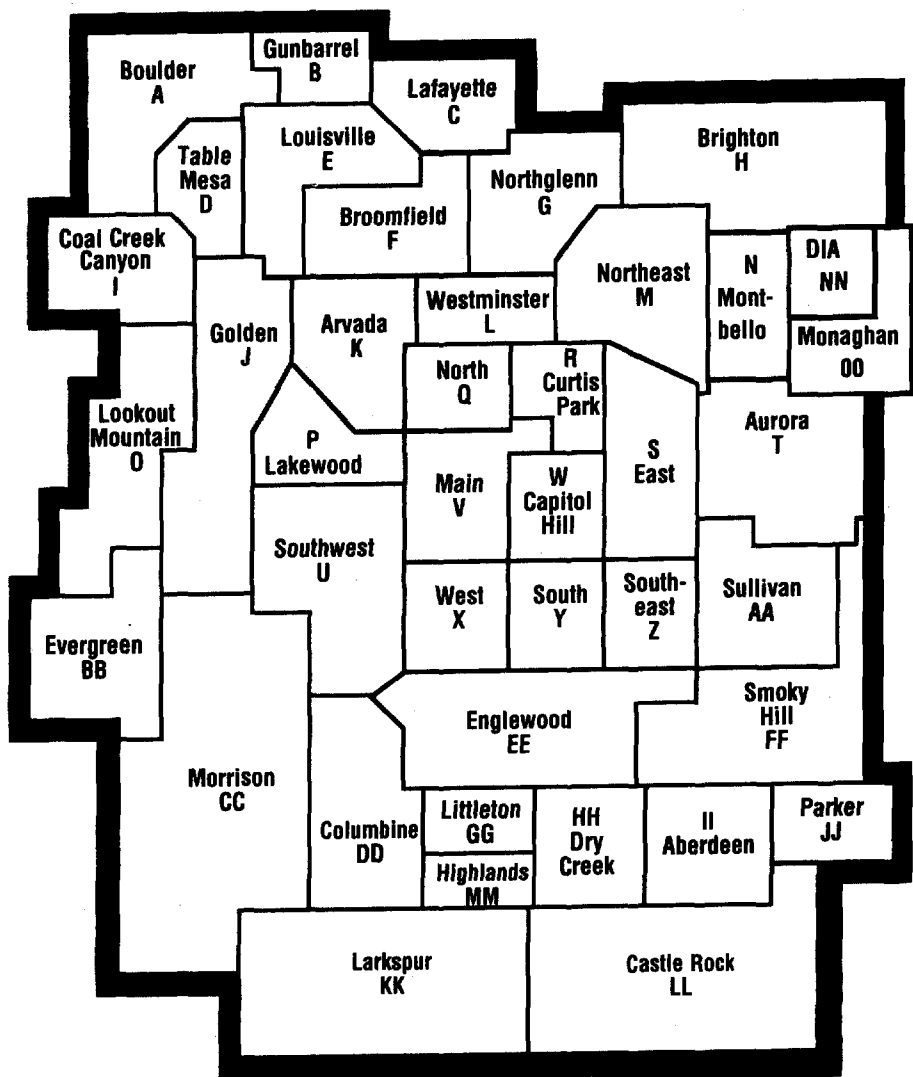 Boulder
A
Gunbarrel
B
Lafayette
C
Table
Mesa
D
Louisville
E
Broomfield
F
Northglenn
G
Brighton
H
Coal Creek
Canyon
I
Golden
J
Arvada
K
Westminster
L
Northeast
M
N
Mont-
bello
DIA
NN
Monaghan
OO
Lookout
Mountain
O
P
Lakewood
North
Q
R
Curtis
Park
S
East
Aurora
T
Southwest
U
Main
V
W
Capitol
Hill
West
X
South
Y
South-
east
Z
Sullivan
AA
Evergreen
BB
Morrison
CC
Columbine
DD
Englewood
EE
Smoky
Hill
FF
Littleton
GG
Highlands
MM
HH
Dry
Creek
II
Aberdeen
Parker
JJ
Larkspur
KK
Castle Rock
LL